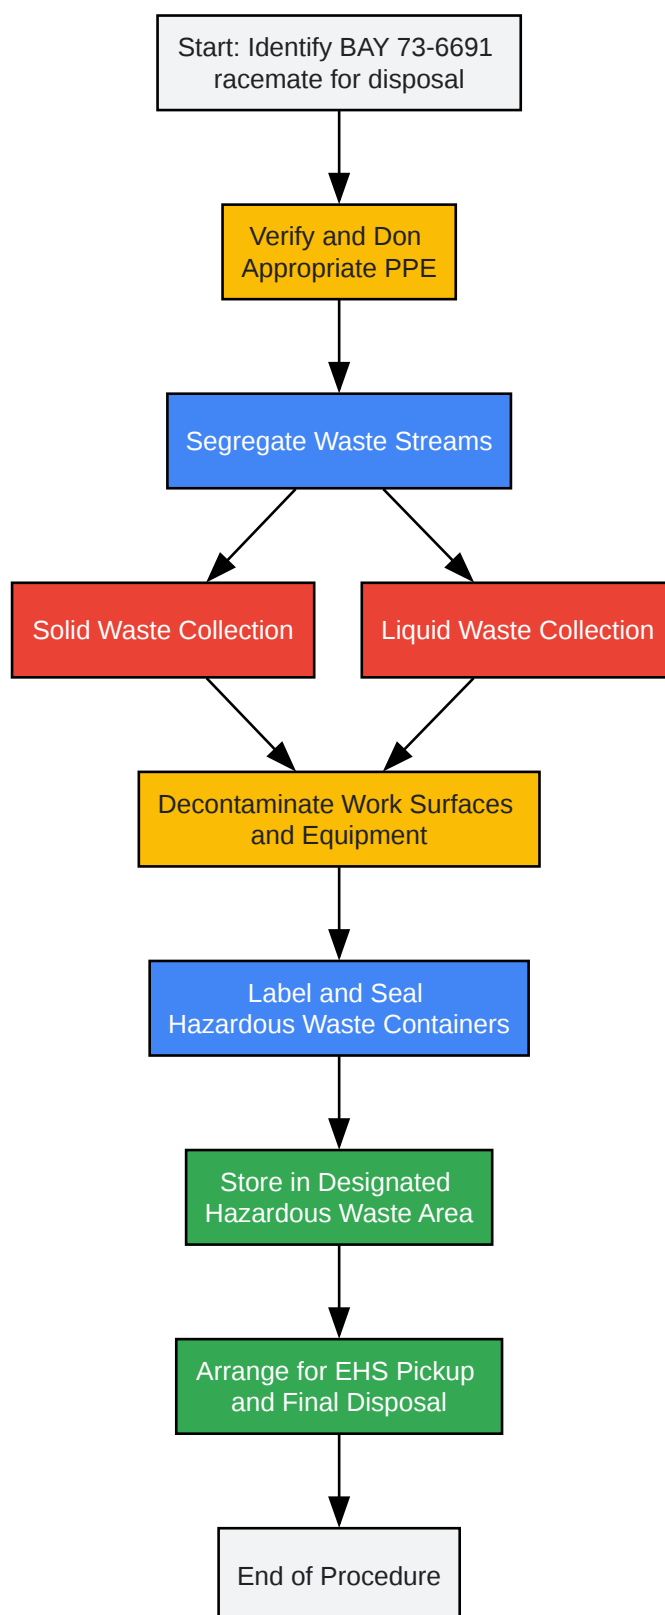 Start: Identify BAY 73-6691
racemate for disposal
Verify and Don
Appropriate PPE
Segregate Waste Streams
Solid Waste Collection
Liquid Waste Collection
Decontaminate Work Surfaces
and Equipment
Label and Seal
Hazardous Waste Containers
Store in Designated
Hazardous Waste Area
Arrange for EHS Pickup
and Final Disposal
End of Procedure